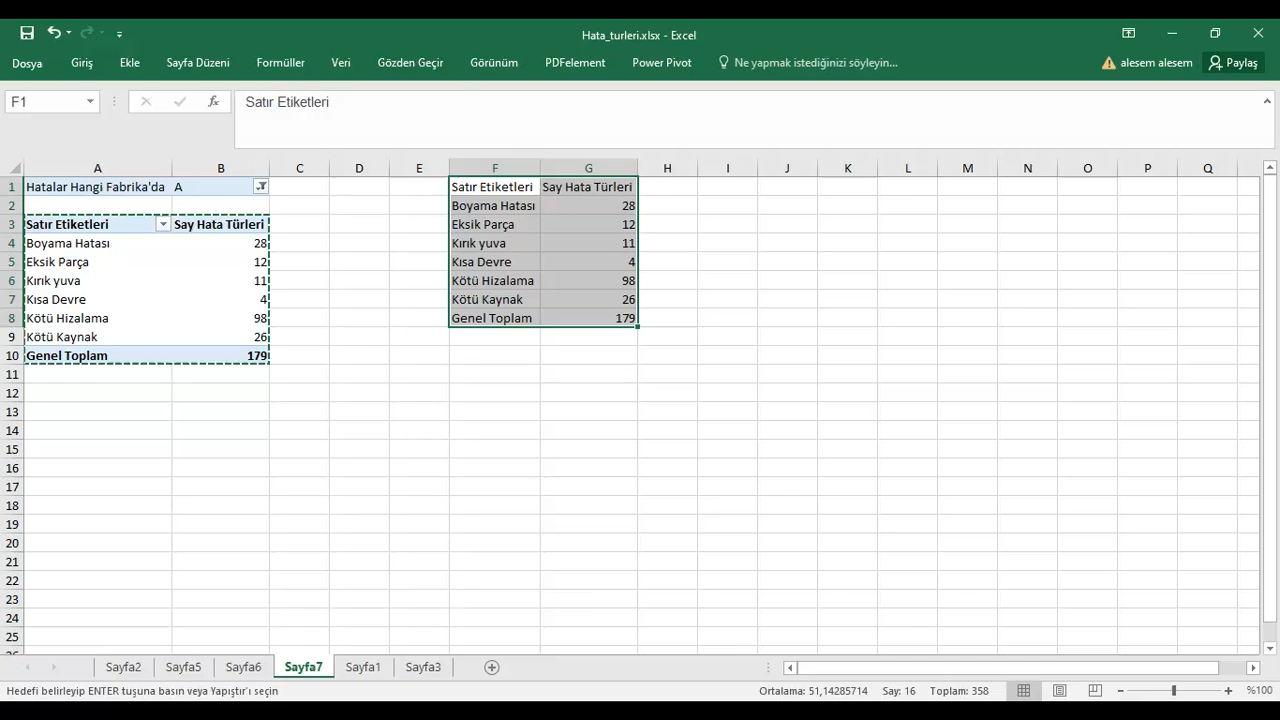 Hata_turleri.xlsx - Excel
Dosya Giriş Ekle Sayfa Düzeni Formüller Veri Gözden Geçir Görünüm PDFelement Power Pivot Ne yapmak istediğinizi söyleyin... alesem alesem Paylaş
F1 fx Satır Etiketleri
A B C D E F G H I J K L M N O P Q
1 Hatalar Hangi Fabrika'da A Satır Etiketleri Say Hata Türleri
2 Boyama Hatası 28
3 Satır Etiketleri Say Hata Türleri Eksik Parça 12
4 Boyama Hatası 28 Kırık yuva 11
5 Eksik Parça 12 Kısa Devre 4
6 Kırık yuva 11 Kötü Hizalama 98
7 Kısa Devre 4 Kötü Kaynak 26
8 Kötü Hizalama 98 Genel Toplam 179
9 Kötü Kaynak 26
10 Genel Toplam 179
11
12
13
14
15
16
17
18
19
20
21
22
23
24
25
Sayfa2 Sayfa5 Sayfa6 Sayfa7 Sayfa1 Sayfa3
Hedefi belirleyip ENTER tuşuna basın veya Yapıştır'ı seçin Ortalama: 51,14285714 Say: 16 Toplam: 358 %100